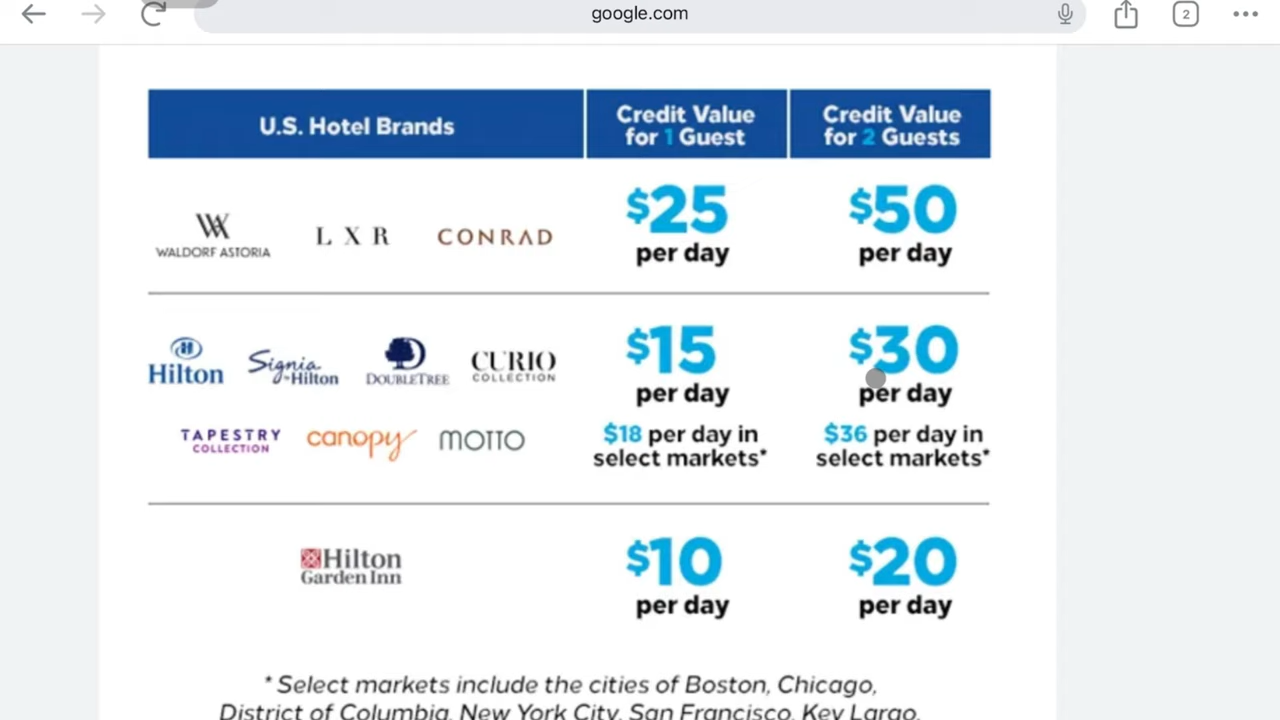 google.com
2
U.S. Hotel Brands
Credit Value
for 1 Guest
Credit Value
for 2 Guests
WALDORF ASTORIA
LXR
CONRAD
$25
per day
$50
per day
Hilton
Signia
by Hilton
DOUBLETREE
CURIO
COLLECTION
TAPESTRY
COLLECTION
canopy
MOTTO
$15
per day
$18 per day in
select markets*
$30
per day
$36 per day in
select markets*
Hilton
Garden Inn
$10
per day
$20
per day
* Select markets include the cities of Boston, Chicago,
District of Columbia, New York City, San Francisco, Key Largo,